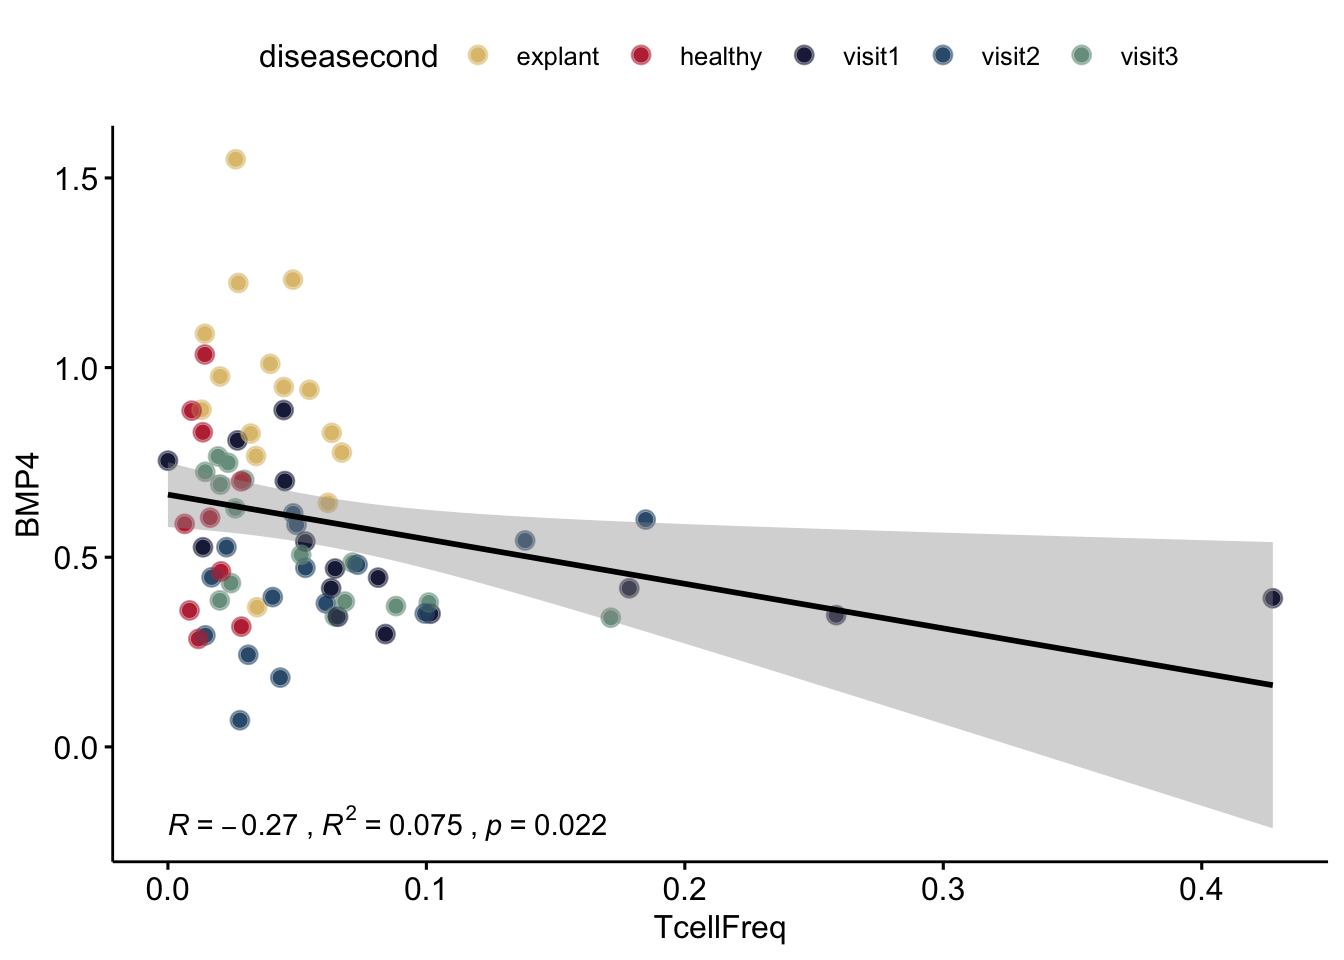 diseasecond explant healthy visit1 visit2 visit3
BMP4
1.5
1.0
0.5
0.0
R = −0.27 , R² = 0.075 , p = 0.022
0.0 0.1 0.2 0.3 0.4
TcellFreq